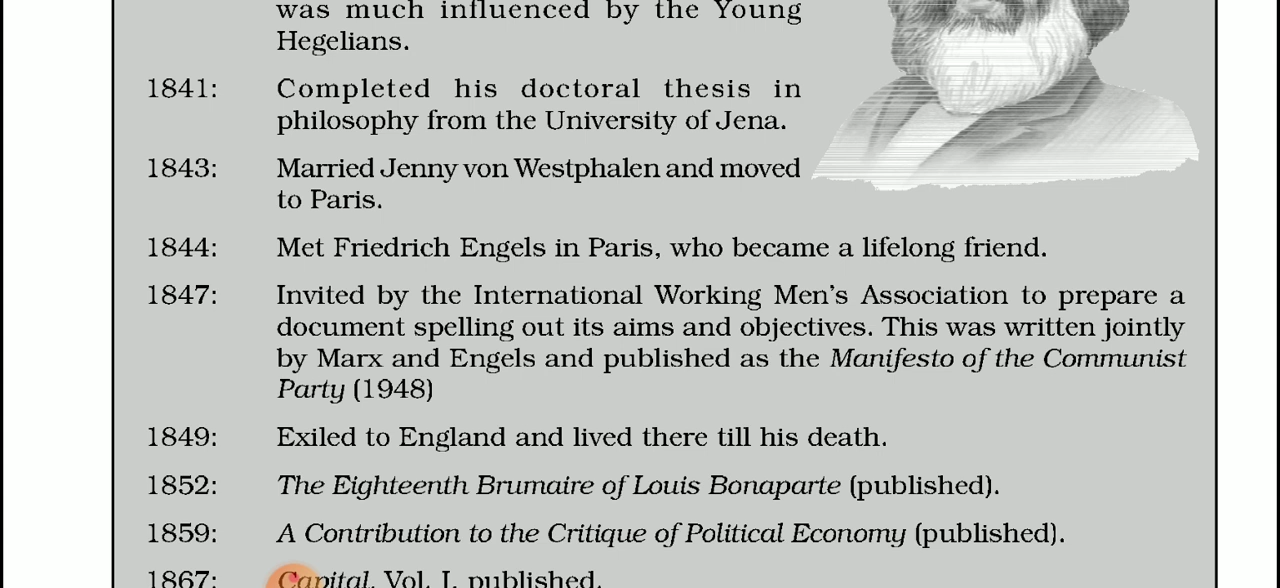 was much influenced by the Young
Hegelians.
1841: Completed his doctoral thesis in
philosophy from the University of Jena.
1843: Married Jenny von Westphalen and moved
to Paris.
1844: Met Friedrich Engels in Paris, who became a lifelong friend.
1847: Invited by the International Working Men's Association to prepare a
document spelling out its aims and objectives. This was written jointly
by Marx and Engels and published as the Manifesto of the Communist
Party (1948)
1849: Exiled to England and lived there till his death.
1852: The Eighteenth Brumaire of Louis Bonaparte (published).
1859: A Contribution to the Critique of Political Economy (published).
1867: Capital, Vol. I, published.